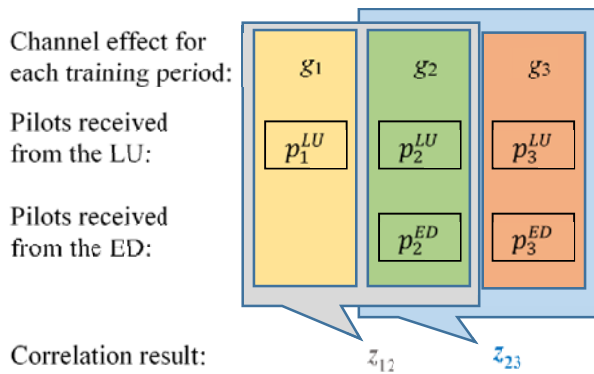 Channel effect for
each training period: g₁ g₂ g₃
Pilots received
from the LU: p₁ᴸᵁ p₂ᴸᵁ p₃ᴸᵁ
Pilots received
from the ED: p₂ᴱᴰ p₃ᴱᴰ
Correlation result: z₁₂ z₂₃